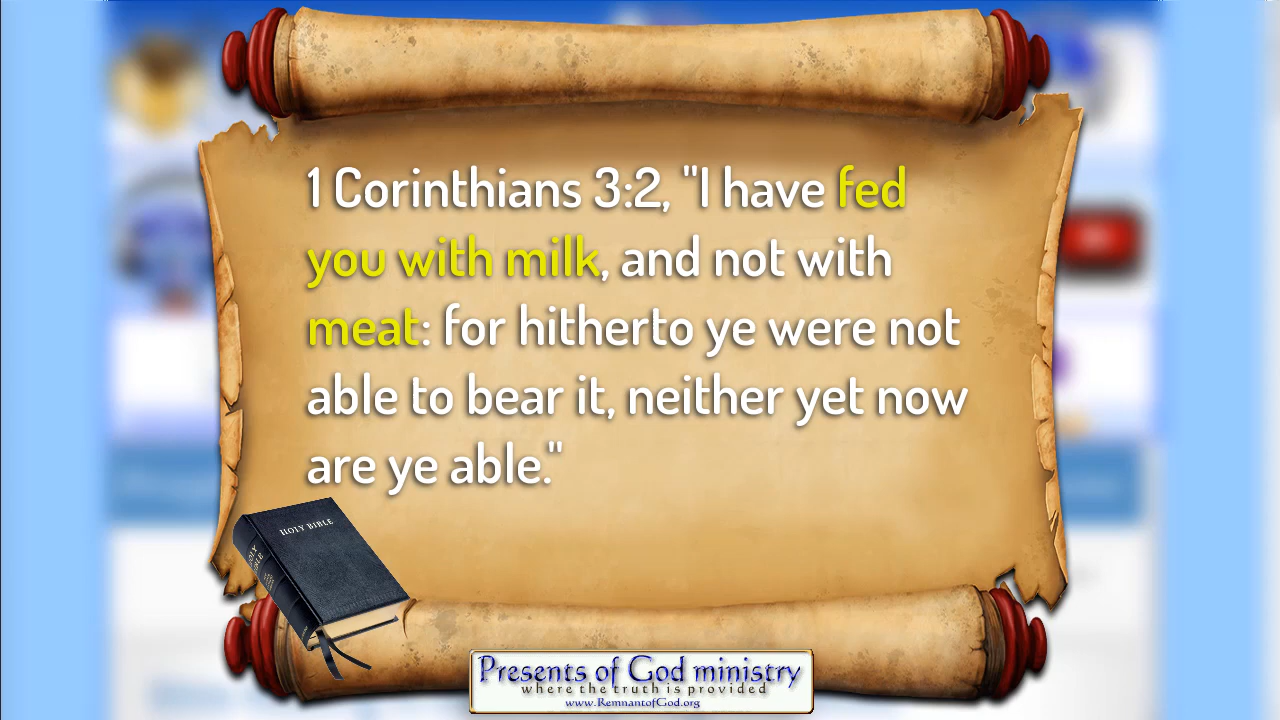 1 Corinthians 3:2, "I have fed
you with milk, and not with
meat: for hitherto ye were not
able to bear it, neither yet now
are ye able."
HOLY BIBLE
Presents of God ministry
where the truth is provided
www.RemnantofGod.org